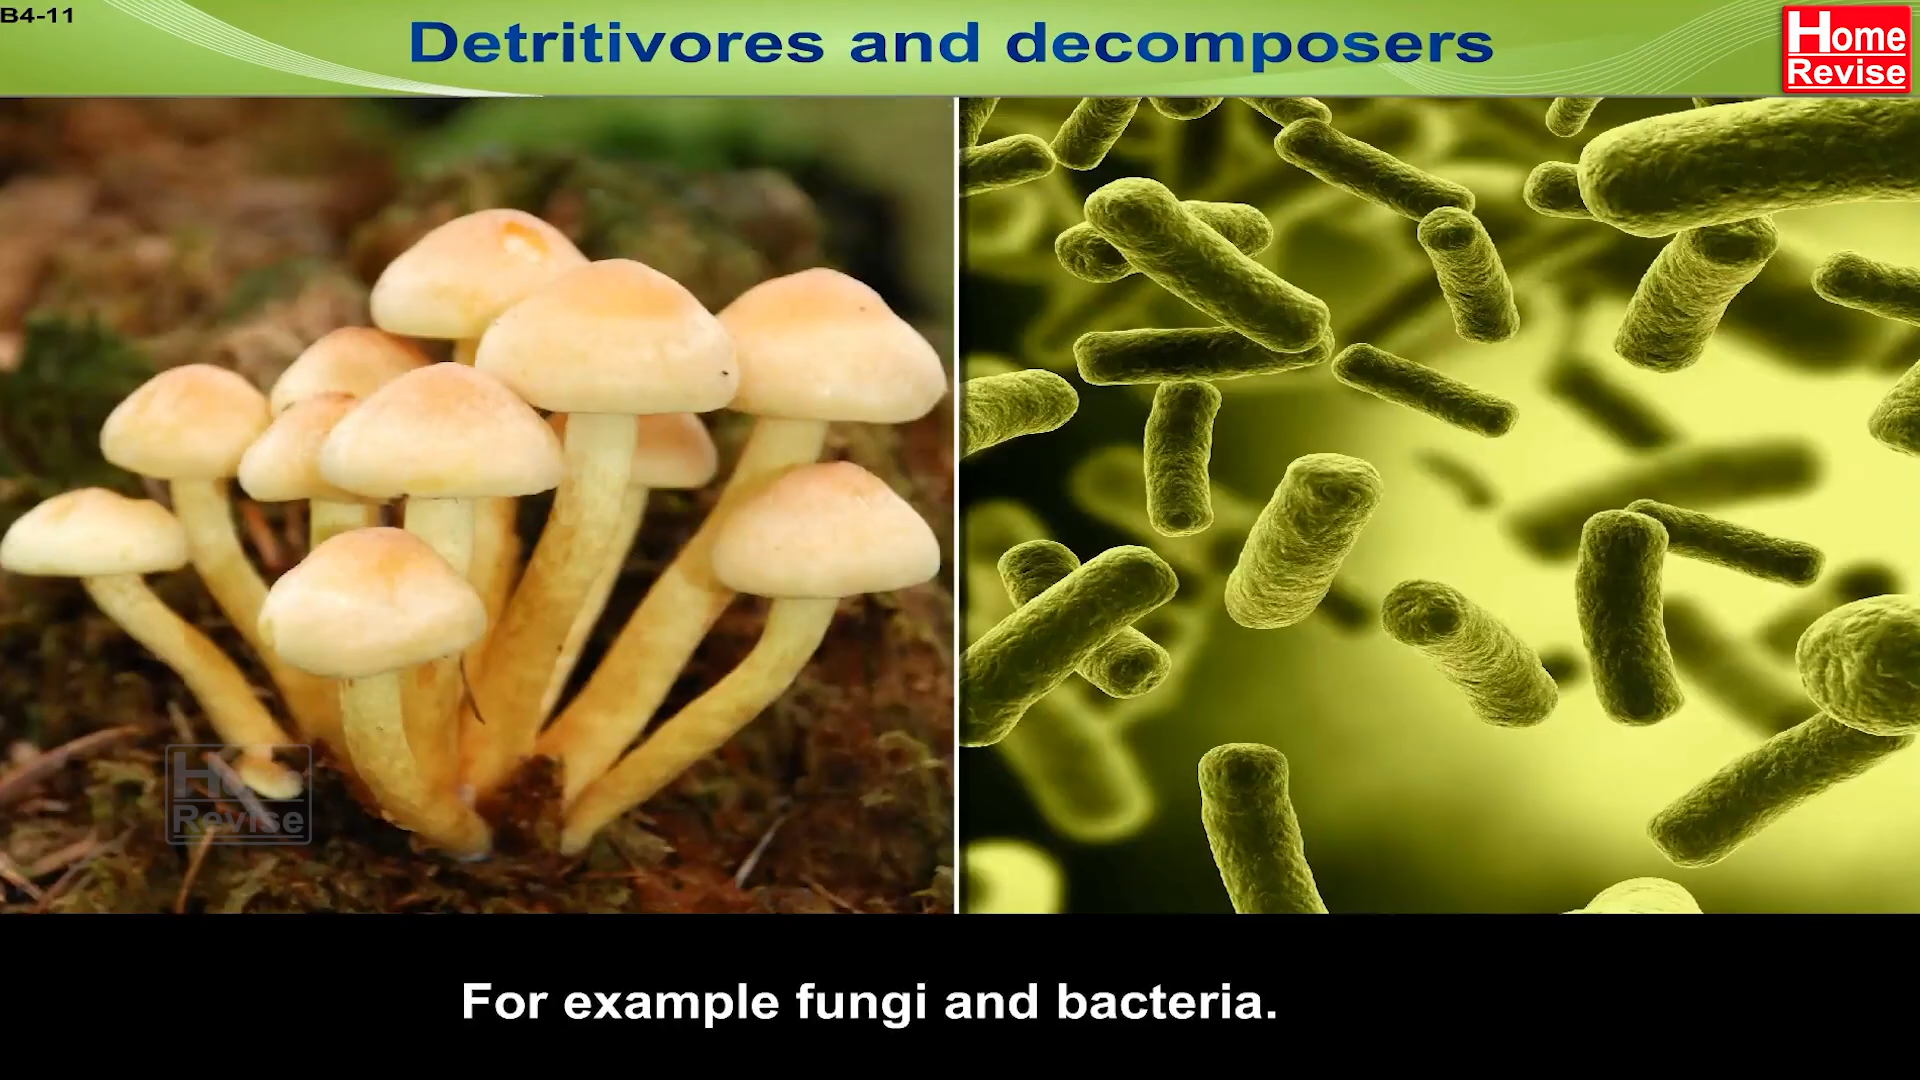 B4-11
Detritivores and decomposers
Home
Revise
Home
Revise
For example fungi and bacteria.